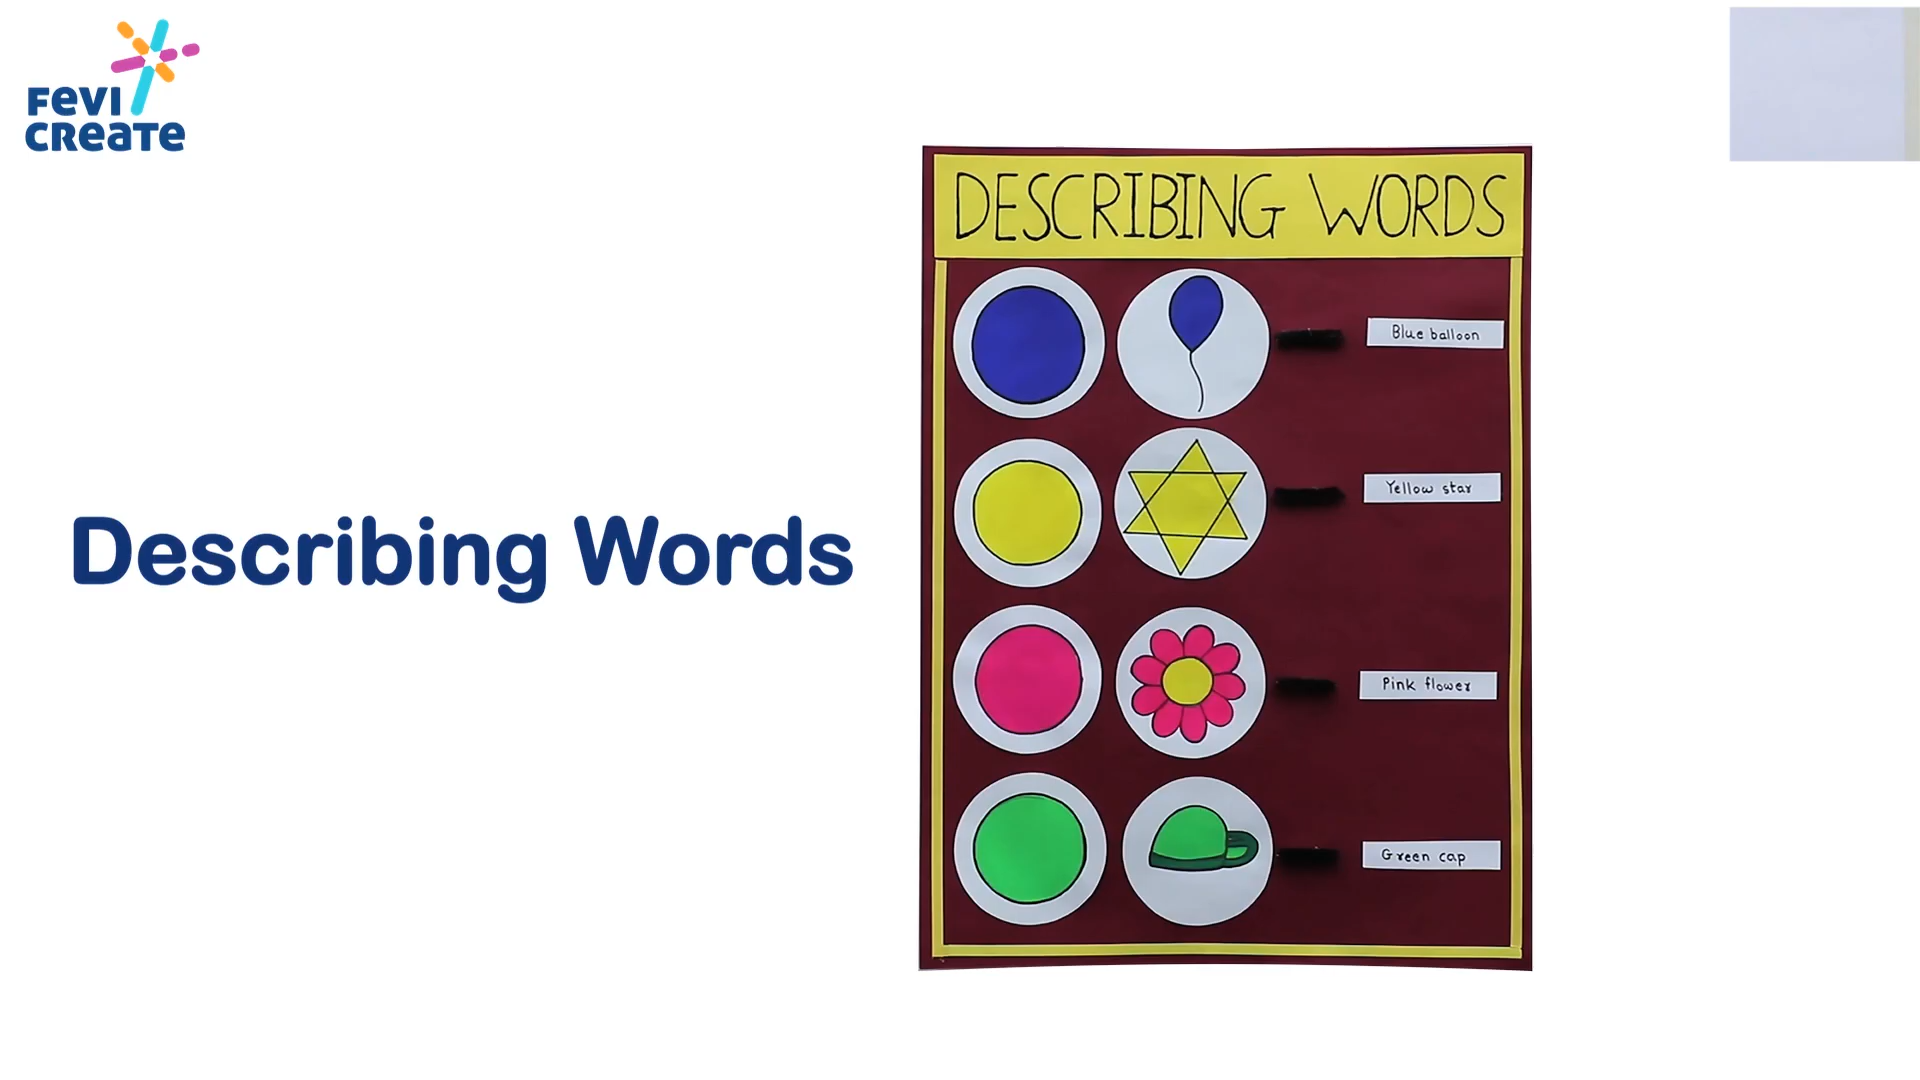 FEVI
CREATE
Describing Words
DESCRIBING WORDS
Blue balloon
Yellow star
Pink flower
Green cap